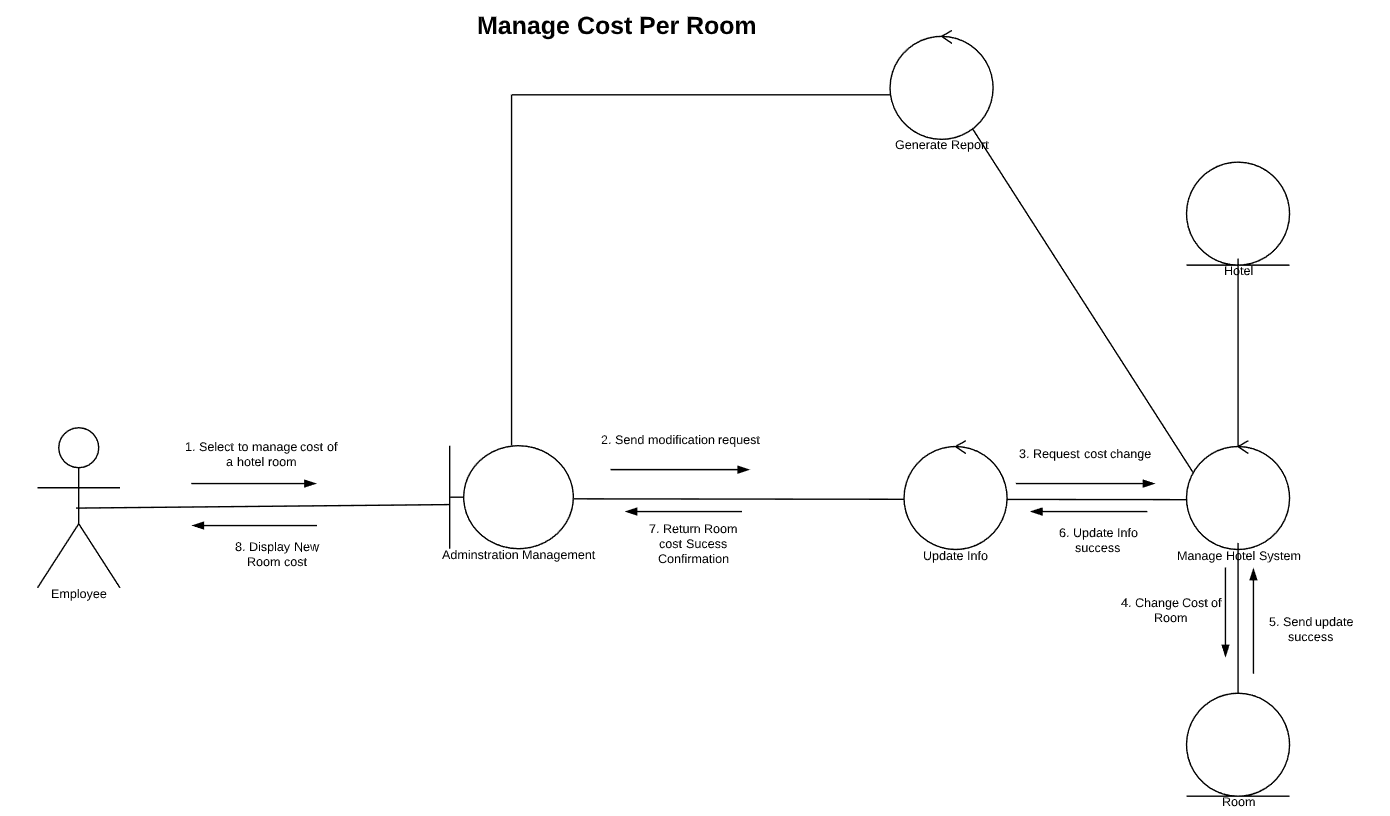 Manage Cost Per Room
Generate Report
Hotel
1. Select to manage cost of
a hotel room
2. Send modification request
3. Request cost change
8. Display New
Room cost
7. Return Room
cost Sucess
Confirmation
6. Update Info
success
Adminstration Management
Update Info
Manage Hotel System
Employee
4. Change Cost of
Room
5. Send update
success
Room